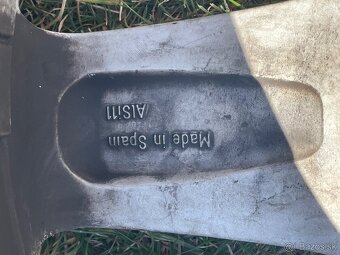 Made in Spain
AlSi11
© Bazos.sk